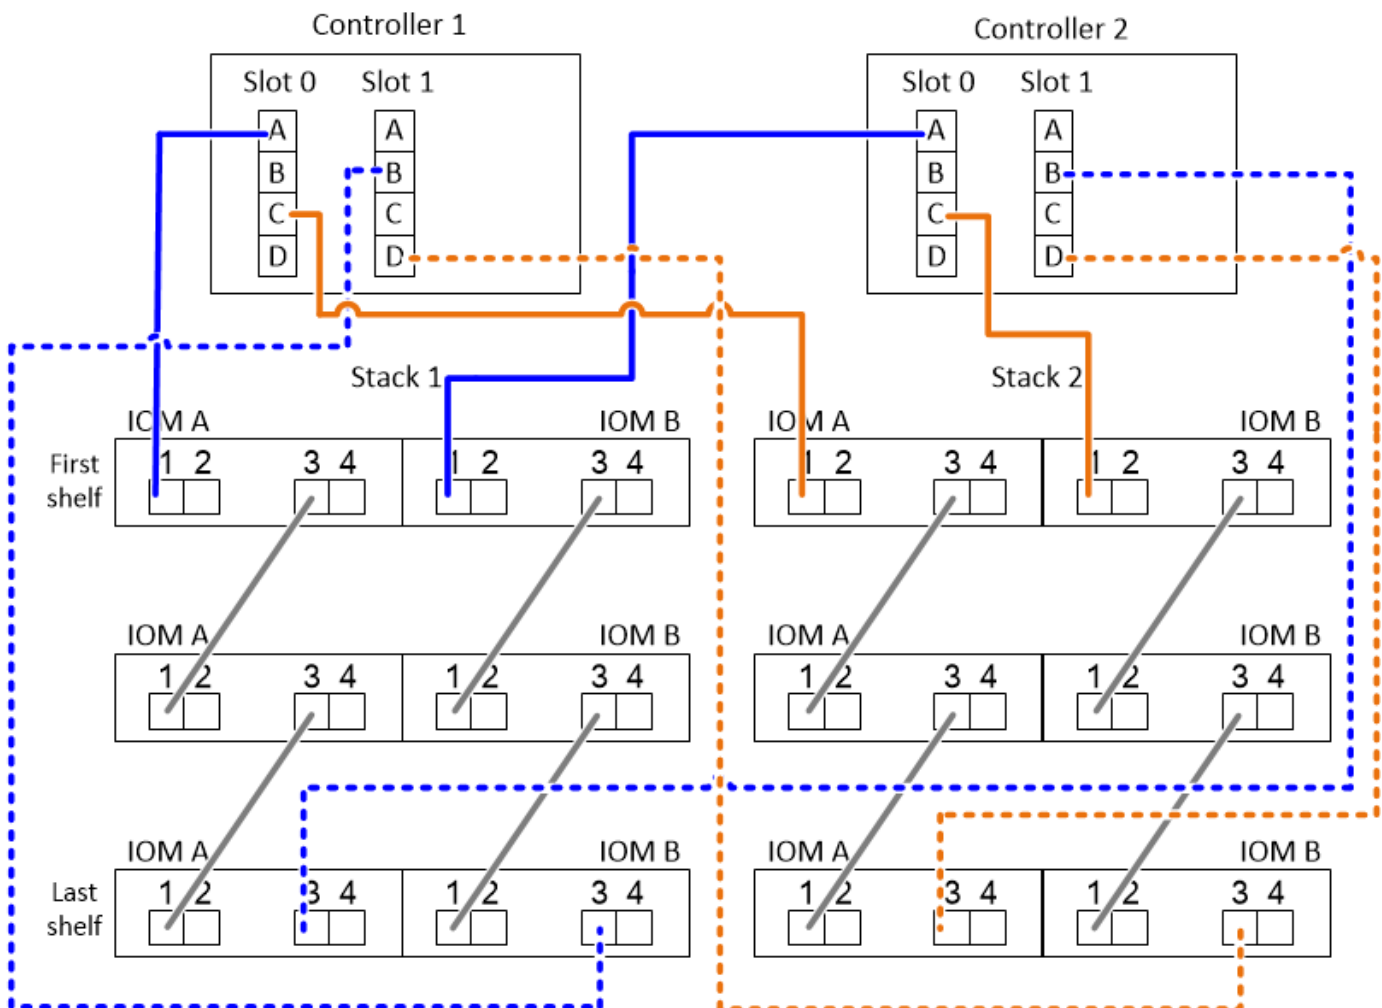 Controller 1
Controller 2
Slot 0 Slot 1
Slot 0 Slot 1
A A
B B
C C
D D
A A
B B
C C
D D
Stack 1
Stack 2
IOM A IOM B
IOM A IOM B
First shelf
1 2 3 4 1 2 3 4
1 2 3 4 1 2 3 4
IOM A IOM B
IOM A IOM B
1 2 3 4 1 2 3 4
1 2 3 4 1 2 3 4
IOM A IOM B
IOM A IOM B
Last shelf
1 2 3 4 1 2 3 4
1 2 3 4 1 2 3 4